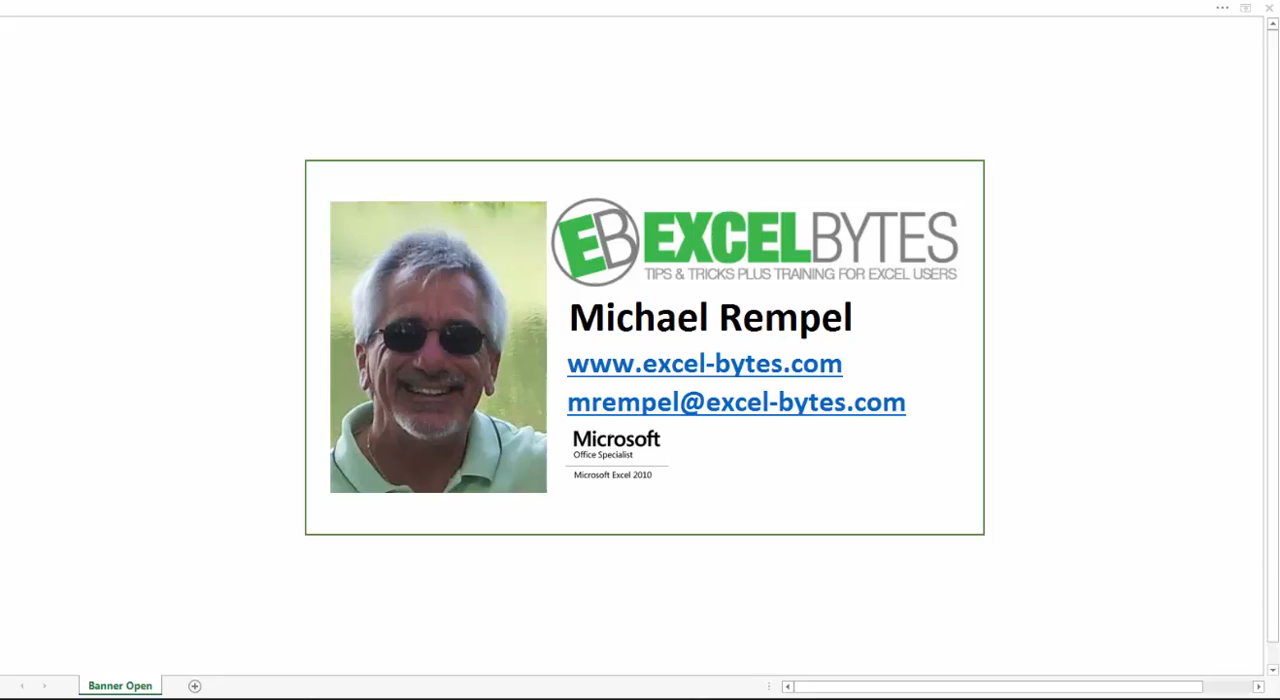 EB EXCELBYTES
TIPS & TRICKS PLUS TRAINING FOR EXCEL USERS
Michael Rempel
www.excel-bytes.com
mrempel@excel-bytes.com
Microsoft
Office Specialist
Microsoft Excel 2010
Banner Open